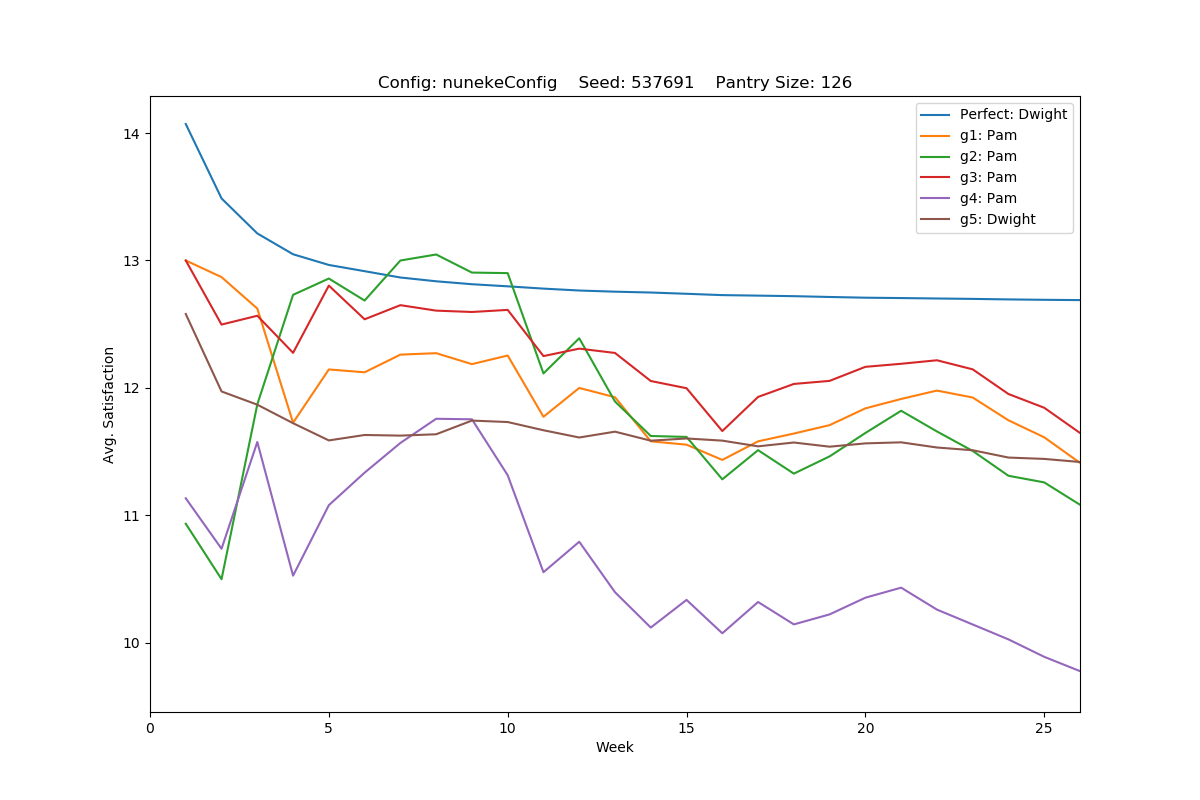 Config: nunekeConfig    Seed: 537691    Pantry Size: 126
Perfect: Dwight
g1: Pam
g2: Pam
g3: Pam
g4: Pam
g5: Dwight
Avg. Satisfaction
14
13
12
11
10
0 5 10 15 20 25
Week